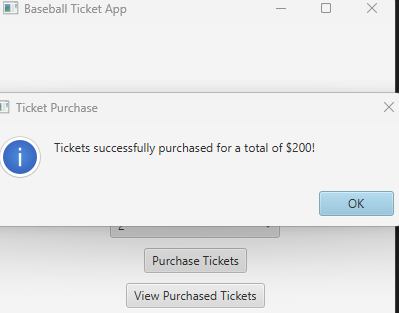 Baseball Ticket App
Ticket Purchase
Tickets successfully purchased for a total of $200!
OK
Purchase Tickets
View Purchased Tickets